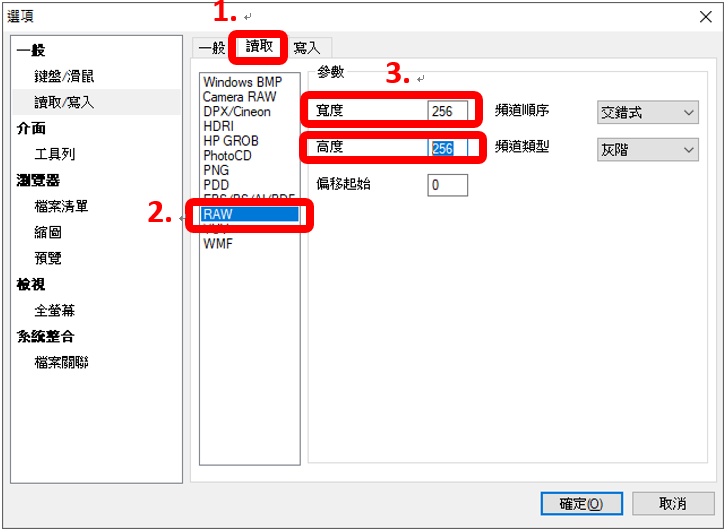 1.
選項
一般
鍵盤/滑鼠
讀取/寫入
介面
工具列
瀏覽器
檔案清單
縮圖
預覽
檢視
全螢幕
系統整合
檔案關聯
一般 讀取 寫入
2.
Windows BMP
Camera RAW
DPX/Cineon
HDRI
HP GROB
PhotoCD
PNG
PDD
EPS/PS/AI/PDF
RAW
WMF
3.
參數
寬度 256 頻道順序 交錯式
高度 256 頻道類型 灰階
偏移起始 0
確定(O) 取消